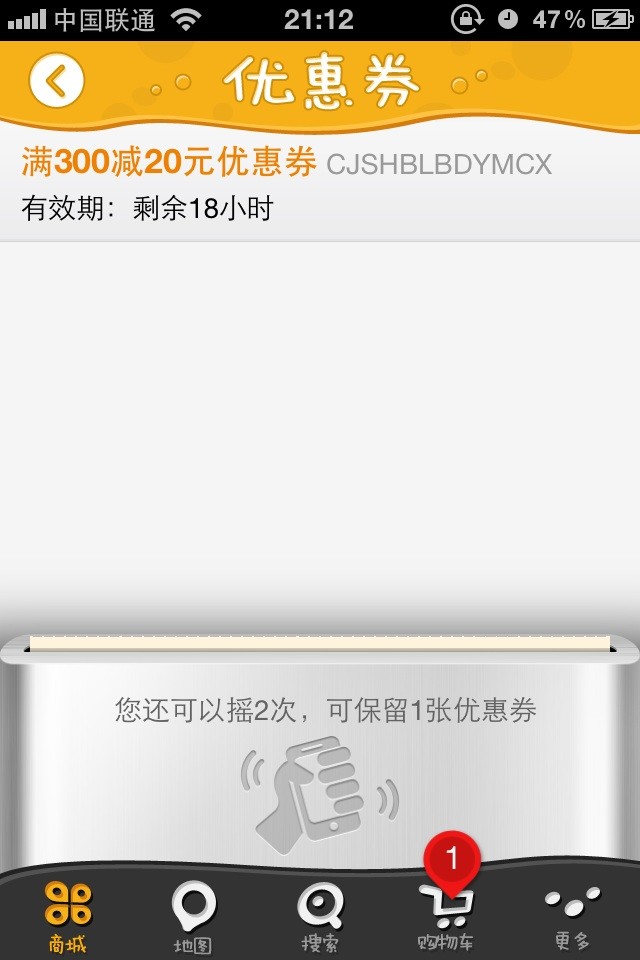 中国联通 21:12 47%
优惠券
满300减20元优惠券 CJSHBLBDYMCX
有效期：剩余18小时
您还可以摇2次，可保留1张优惠券
1
商城 地图 搜索 购物车 更多